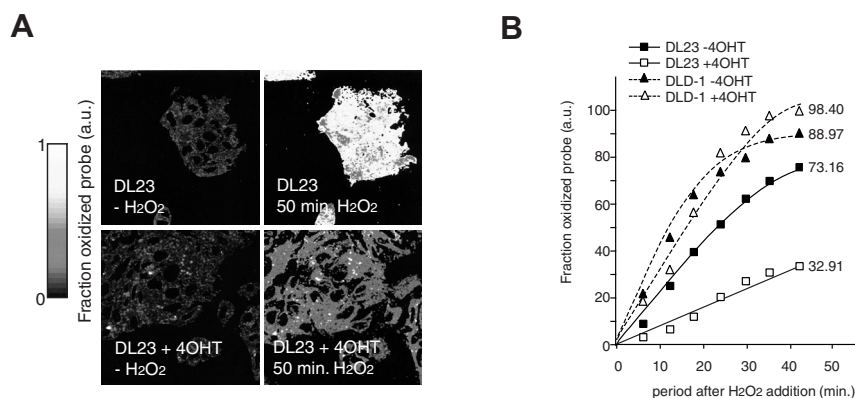 A
Fraction oxidized probe (a.u.)
1
0
DL23
- H2O2
DL23
50 min. H2O2
DL23 + 4OHT
- H2O2
DL23 + 4OHT
50 min. H2O2
B
DL23 -4OHT
DL23 +4OHT
DLD-1 -4OHT
DLD-1 +4OHT
Fraction oxidized probe (a.u.)
100
80
60
40
20
0
98.40
88.97
73.16
32.91
0 10 20 30 40 50
period after H2O2 addition (min.)